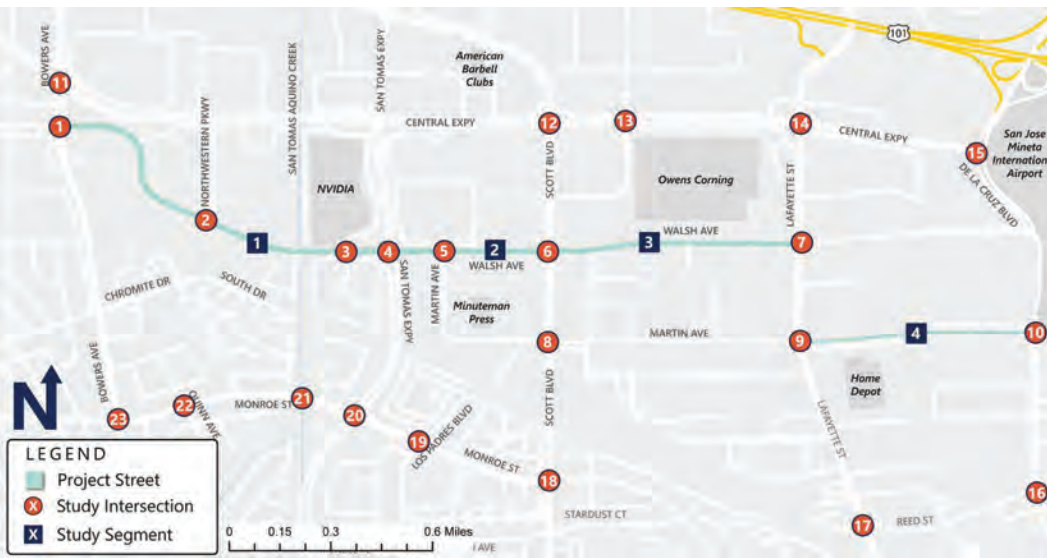 101
BOWERS AVE
11
1
NORTHWESTERN PKWY
SAN TOMAS AQUINO CREEK
SAN TOMAS EXPY
American
Barbell
Clubs
CENTRAL EXPY
12
13
14
CENTRAL EXPY
15
San Jose
Mineta
Internation
Airport
DE LA CRUZ BLVD
NVIDIA
SCOTT BLVD
Owens Corning
LAFAYETTE ST
2
1
3
4
5
2
WALSH AVE
6
3
WALSH AVE
7
CHROMITE DR
SOUTH DR
SAN TOMAS EXPY
MARTIN AVE
Minuteman
Press
8
MARTIN AVE
9
4
10
N
BOWERS AVE
23
22
QUINN AVE
MONROE ST
21
20
19
LOS PADRES BLVD
MONROE ST
SCOTT BLVD
18
Home
Depot
LAFAYETTE ST
17
REED ST
16
STARDUST CT
LEGEND
Project Street
X Study Intersection
X Study Segment
0 0.15 0.3 0.6 Miles
AVE